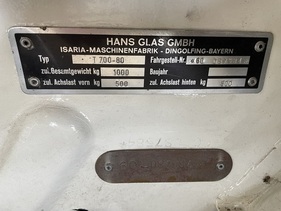 HANS GLAS GMBH
ISARIA-MASCHINENFABRIK - DINGOLFING-BAYERN
Typ T 700-80 Fahrgestell-Nr.
zul. Gesamtgewicht kg 1000 Baujahr
zul. Achslast vorn kg 500 zul. Achslast hinten kg